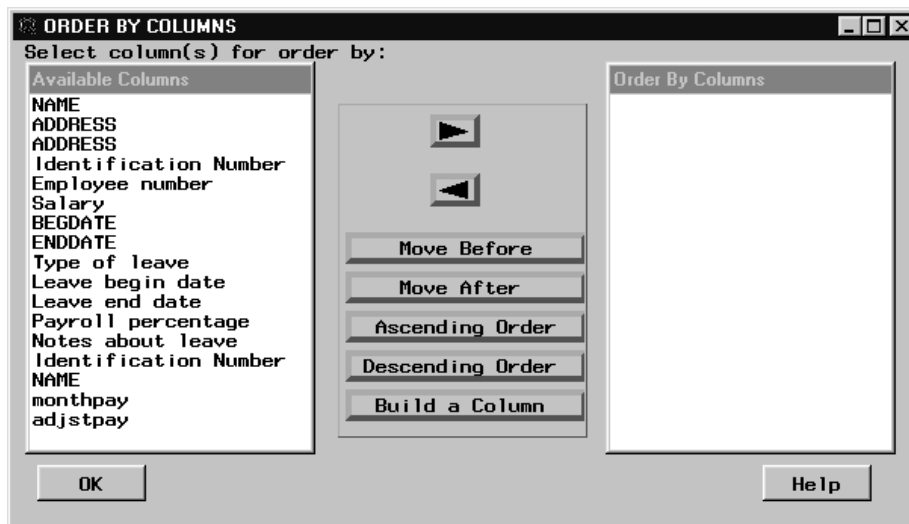 ORDER BY COLUMNS
Select column(s) for order by:
Available Columns
NAME
ADDRESS
ADDRESS
Identification Number
Employee number
Salary
BEGDATE
ENDDATE
Type of leave
Leave begin date
Leave end date
Payroll percentage
Notes about leave
Identification Number
NAME
monthpay
adjstpay
Move Before
Move After
Ascending Order
Descending Order
Build a Column
Order By Columns
OK
Help